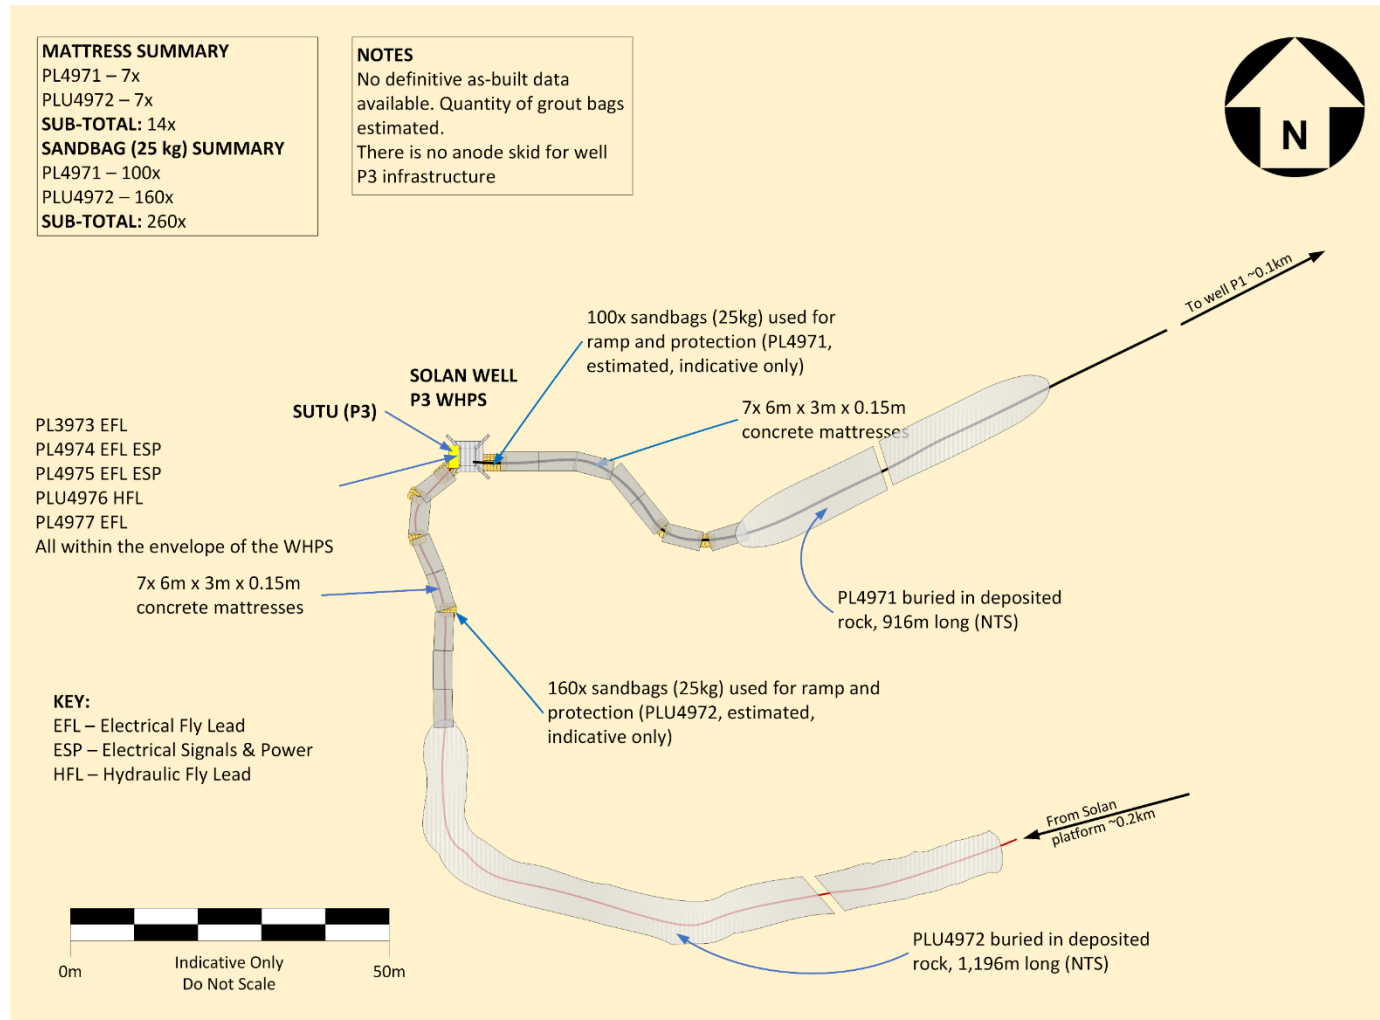 MATTRESS SUMMARY
PL4971 – 7x
PLU4972 – 7x
SUB-TOTAL: 14x
SANDBAG (25 kg) SUMMARY
PL4971 – 100x
PLU4972 – 160x
SUB-TOTAL: 260x
NOTES
No definitive as-built data
available. Quantity of grout bags
estimated.
There is no anode skid for well
P3 infrastructure
N
To well P1 ~0.1km
100x sandbags (25kg) used for
ramp and protection (PL4971,
estimated, indicative only)
SOLAN WELL
P3 WHPS
SUTU (P3)
7x 6m x 3m x 0.15m
concrete mattresses
PL3973 EFL
PL4974 EFL ESP
PL4975 EFL ESP
PLU4976 HFL
PL4977 EFL
All within the envelope of the WHPS
7x 6m x 3m x 0.15m
concrete mattresses
PL4971 buried in deposited
rock, 916m long (NTS)
160x sandbags (25kg) used for ramp and
protection (PLU4972, estimated,
indicative only)
KEY:
EFL – Electrical Fly Lead
ESP – Electrical Signals & Power
HFL – Hydraulic Fly Lead
From Solan
platform ~0.2km
PLU4972 buried in deposited
rock, 1,196m long (NTS)
0m
Indicative Only
Do Not Scale
50m